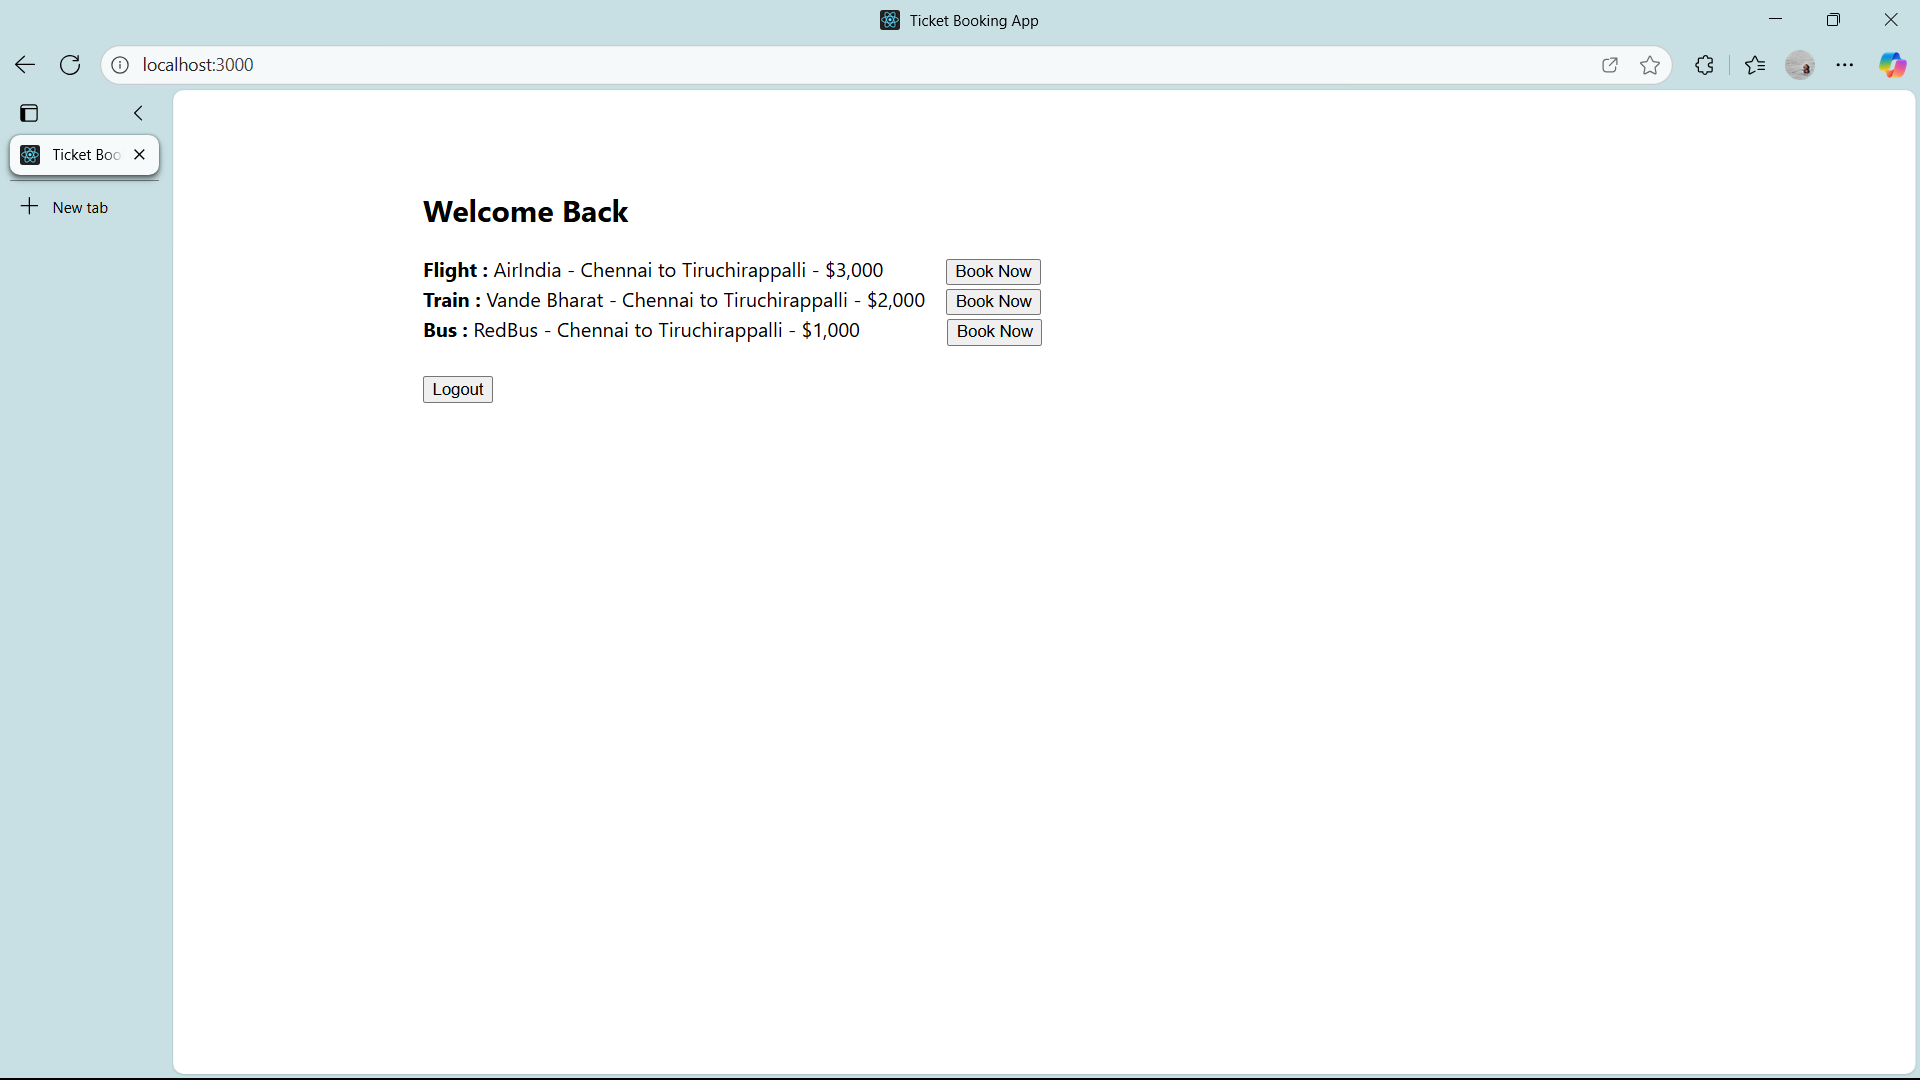 Ticket Booking App
localhost:3000
Ticket Boo
New tab
Welcome Back
Flight : AirIndia - Chennai to Tiruchirappalli - $3,000 Book Now
Train : Vande Bharat - Chennai to Tiruchirappalli - $2,000 Book Now
Bus : RedBus - Chennai to Tiruchirappalli - $1,000 Book Now
Logout